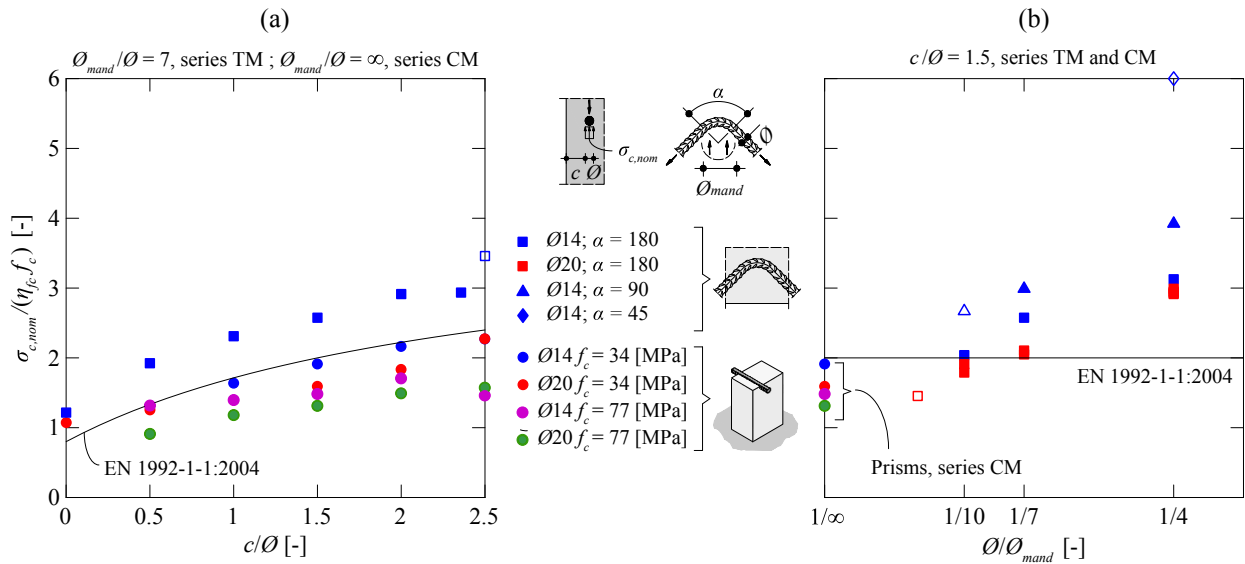 (a)
Ø_mand/Ø = 7, series TM ; Ø_mand/Ø = ∞, series CM
6
5
4
3
2
1
0
σ_c,nom/(η_fc f_c) [-]
EN 1992-1-1:2004
0 0.5 1 1.5 2 2.5
c/Ø [-]
σ_c,nom
c Ø
α
Ø
Ø_mand
Ø14; α = 180
Ø20; α = 180
Ø14; α = 90
Ø14; α = 45
Ø14 f_c = 34 [MPa]
Ø20 f_c = 34 [MPa]
Ø14 f_c = 77 [MPa]
Ø20 f_c = 77 [MPa]
(b)
c/Ø = 1.5, series TM and CM
EN 1992-1-1:2004
Prisms, series CM
1/∞ 1/10 1/7 1/4
Ø/Ø_mand [-]